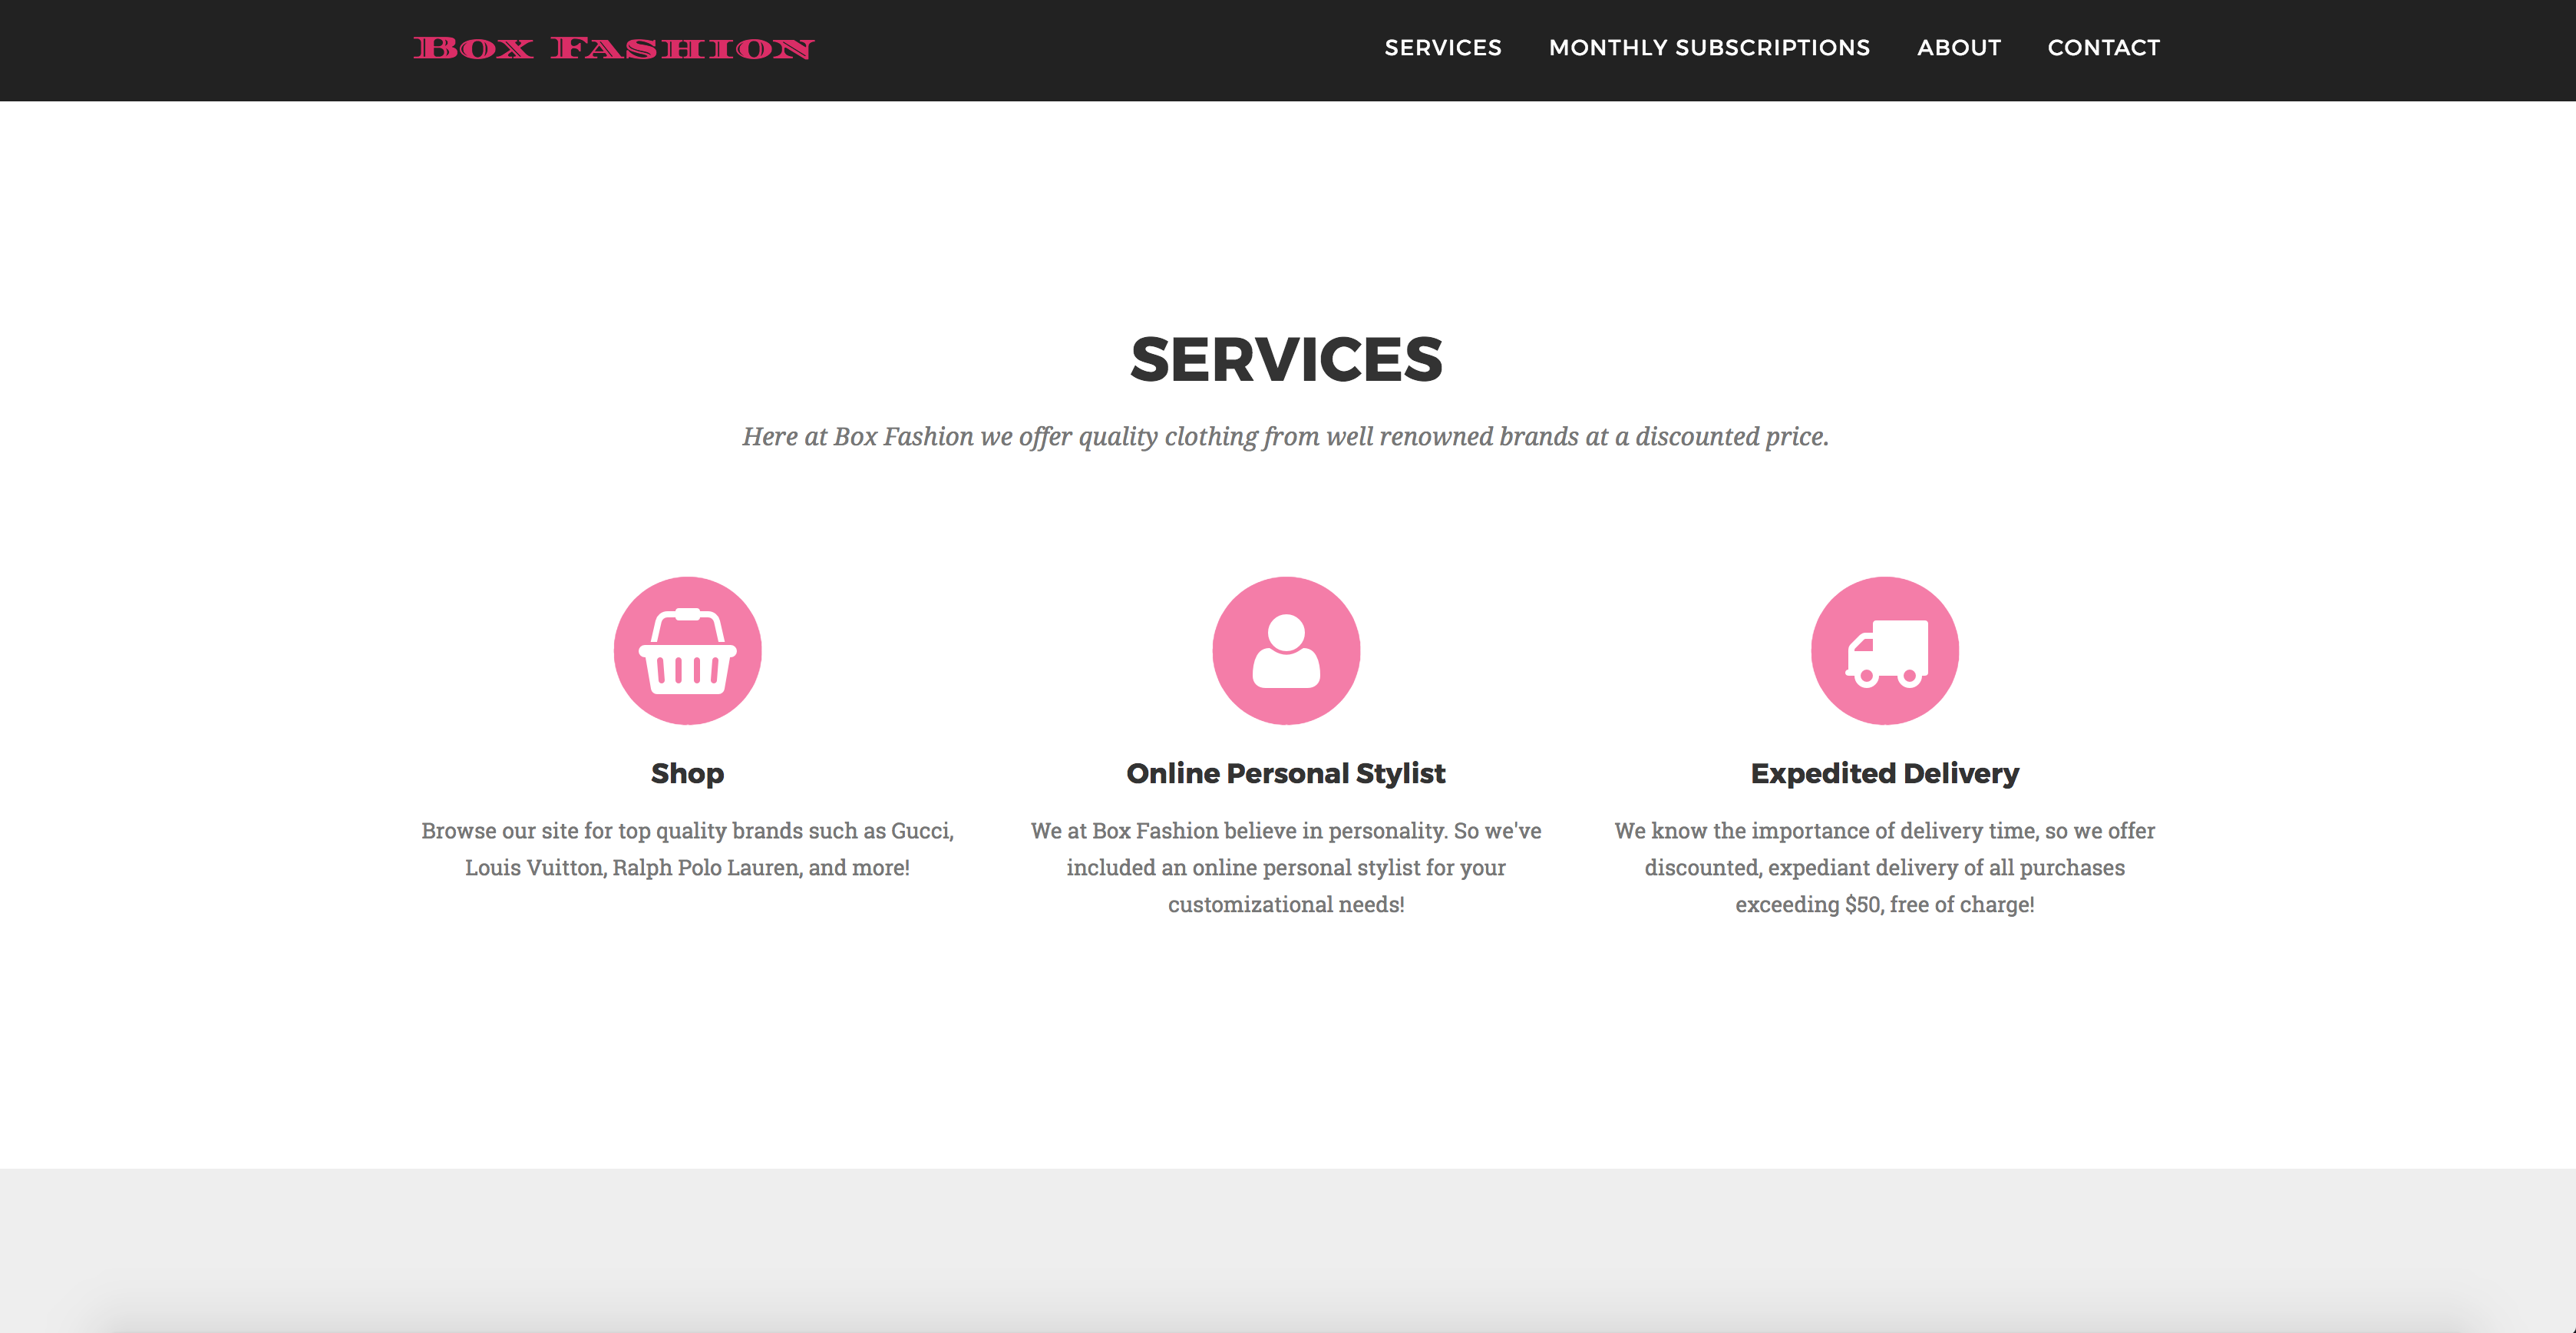 Box Fashion
SERVICES MONTHLY SUBSCRIPTIONS ABOUT CONTACT
SERVICES
Here at Box Fashion we offer quality clothing from well renowned brands at a discounted price.
Shop
Browse our site for top quality brands such as Gucci,
Louis Vuitton, Ralph Polo Lauren, and more!
Online Personal Stylist
We at Box Fashion believe in personality. So we've
included an online personal stylist for your
customizational needs!
Expedited Delivery
We know the importance of delivery time, so we offer
discounted, expediant delivery of all purchases
exceeding $50, free of charge!